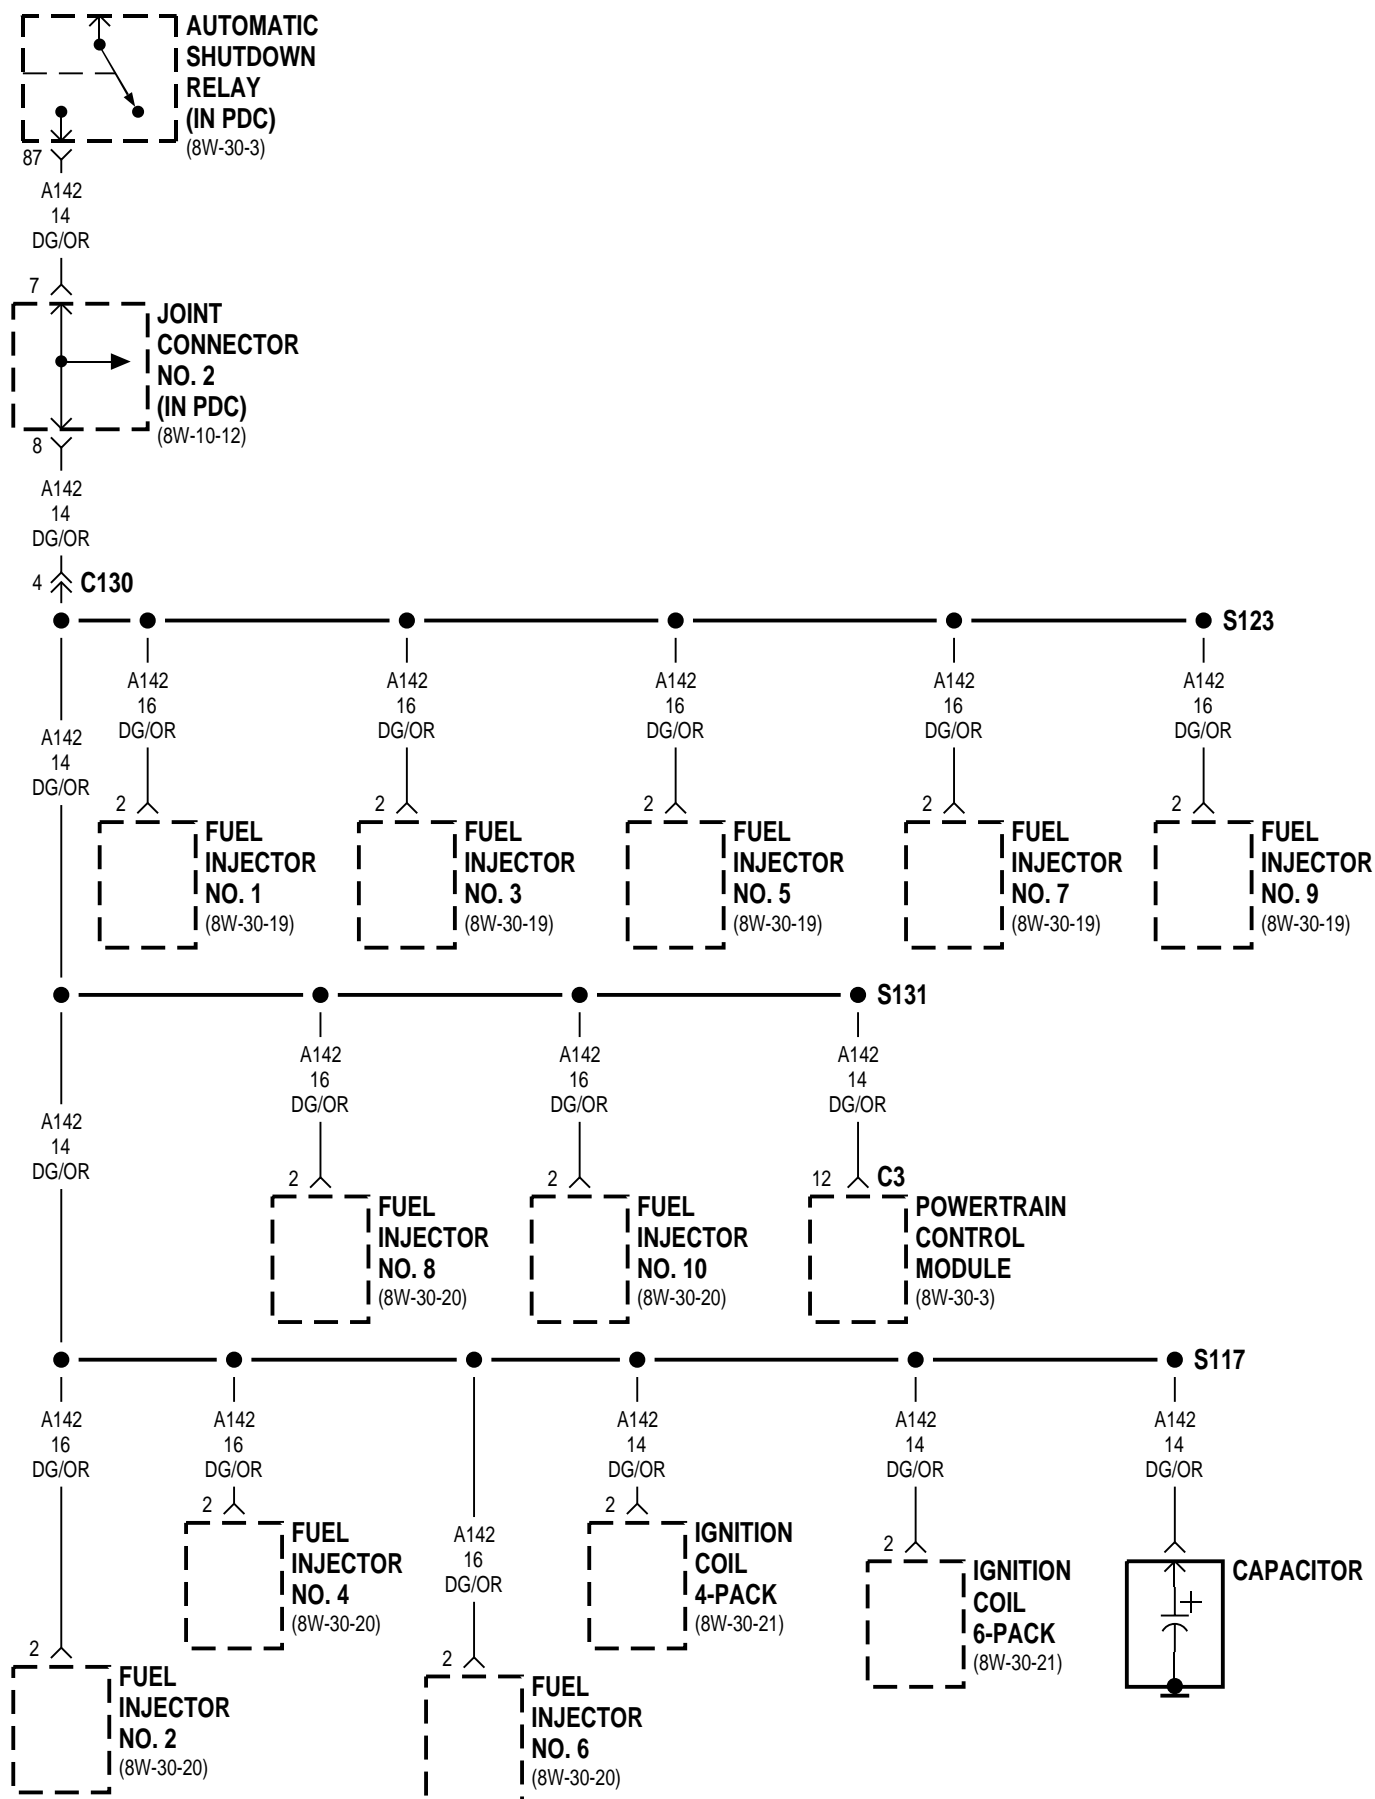 AUTOMATIC
SHUTDOWN
RELAY
(IN PDC)
(8W-30-3)
87
A142
14
DG/OR
7
JOINT
CONNECTOR
NO. 2
(IN PDC)
(8W-10-12)
8
A142
14
DG/OR
4
C130
S123
A142
14
DG/OR
A142
16
DG/OR
2
FUEL
INJECTOR
NO. 1
(8W-30-19)
A142
16
DG/OR
2
FUEL
INJECTOR
NO. 3
(8W-30-19)
A142
16
DG/OR
2
FUEL
INJECTOR
NO. 5
(8W-30-19)
A142
16
DG/OR
2
FUEL
INJECTOR
NO. 7
(8W-30-19)
A142
16
DG/OR
2
FUEL
INJECTOR
NO. 9
(8W-30-19)
S131
A142
14
DG/OR
A142
16
DG/OR
2
FUEL
INJECTOR
NO. 8
(8W-30-20)
A142
16
DG/OR
2
FUEL
INJECTOR
NO. 10
(8W-30-20)
A142
14
DG/OR
12
C3
POWERTRAIN
CONTROL
MODULE
(8W-30-3)
S117
A142
16
DG/OR
2
FUEL
INJECTOR
NO. 2
(8W-30-20)
A142
16
DG/OR
2
FUEL
INJECTOR
NO. 4
(8W-30-20)
A142
16
DG/OR
2
FUEL
INJECTOR
NO. 6
(8W-30-20)
A142
14
DG/OR
2
IGNITION
COIL
4-PACK
(8W-30-21)
A142
14
DG/OR
2
IGNITION
COIL
6-PACK
(8W-30-21)
A142
14
DG/OR
CAPACITOR
+